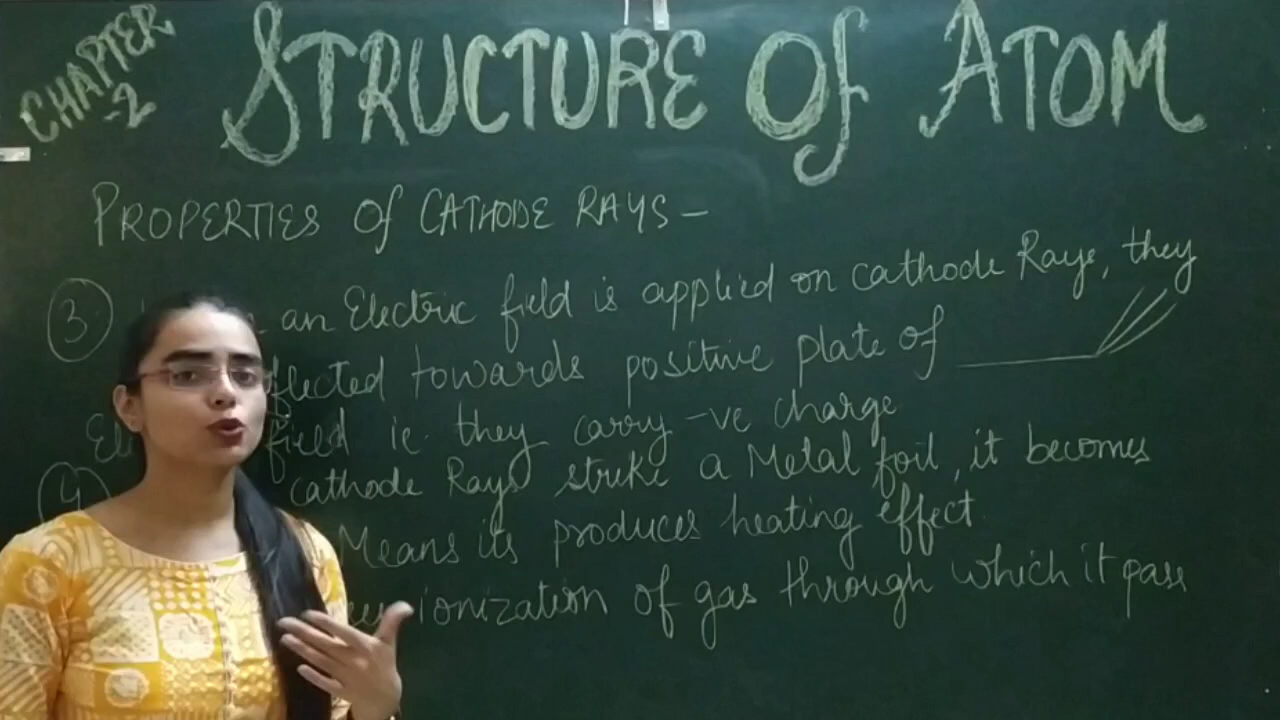 CHAPTER
-2
STRUCTURE Of ATOM
PROPERTIES Of CATHODE RAYS -
3 an Electric field is applied on cathode Rays, they
flected towards positive plate of
El field ie. they carry -ve charge
4 cathode Rays strike a Metal foil, it becomes
Means its produces heating effect.
ionization of gas through which it pass